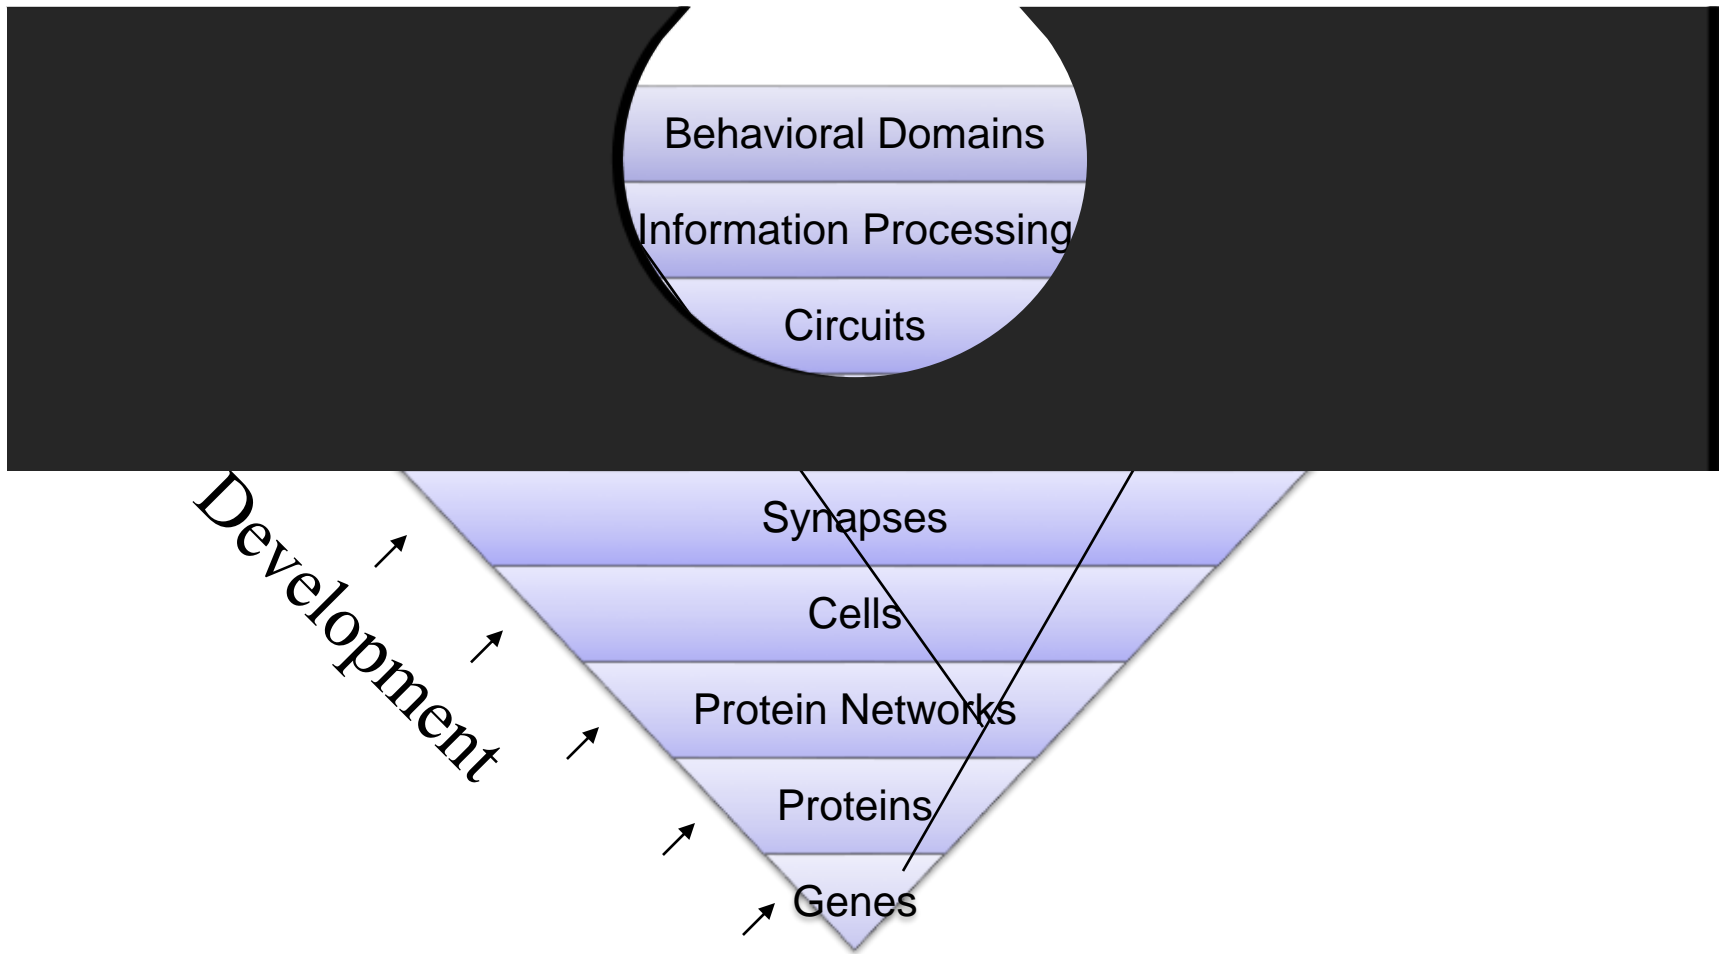 Behavioral Domains
Information Processing
Circuits
Synapses
Cells
Protein Networks
Proteins
Genes
Development